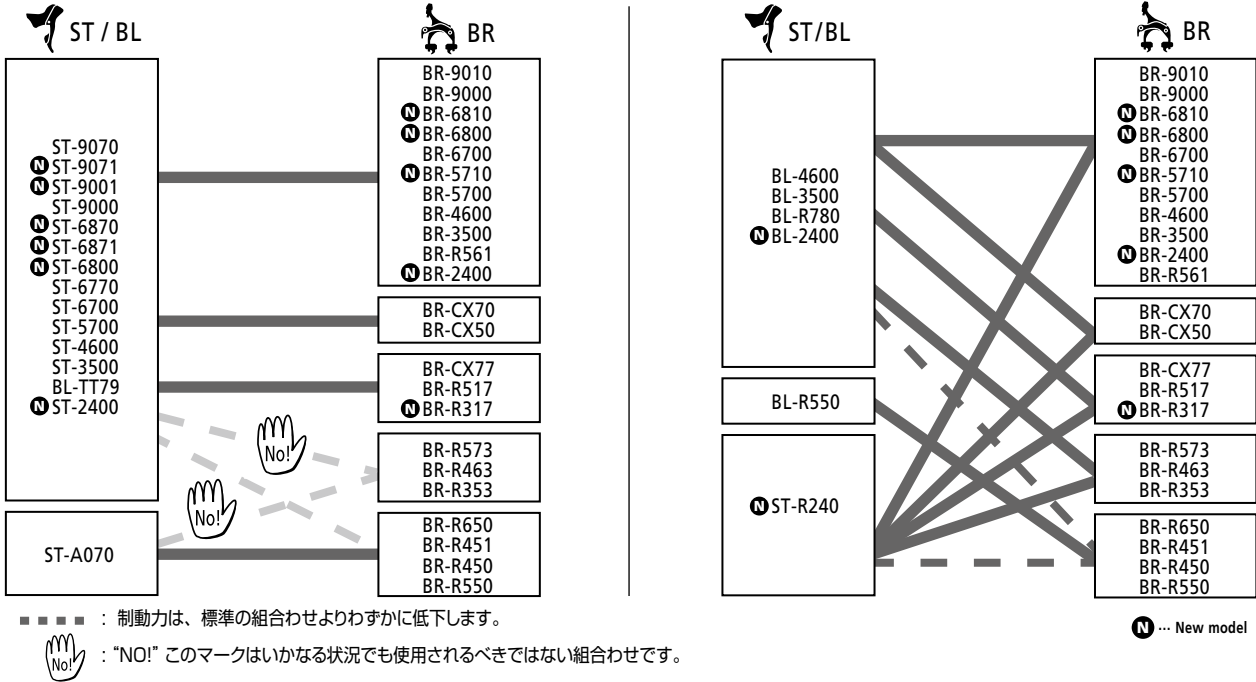 ST / BL
BR
ST-9070
N ST-9071
N ST-9001
ST-9000
N ST-6870
N ST-6871
N ST-6800
ST-6770
ST-6700
ST-5700
ST-4600
ST-3500
BL-TT79
N ST-2400
ST-A070
BR-9010
BR-9000
N BR-6810
N BR-6800
BR-6700
N BR-5710
BR-5700
BR-4600
BR-3500
BR-R561
N BR-2400
BR-CX70
BR-CX50
BR-CX77
BR-R517
N BR-R317
BR-R573
BR-R463
BR-R353
BR-R650
BR-R451
BR-R450
BR-R550
No!
No!
ST/BL
BR
BL-4600
BL-3500
BL-R780
N BL-2400
BL-R550
N ST-R240
BR-9010
BR-9000
N BR-6810
N BR-6800
BR-6700
N BR-5710
BR-5700
BR-4600
BR-3500
N BR-2400
BR-R561
BR-CX70
BR-CX50
BR-CX77
BR-R517
N BR-R317
BR-R573
BR-R463
BR-R353
BR-R650
BR-R451
BR-R450
BR-R550
: 制動力は、標準の組合わせよりわずかに低下します。
No! : “NO!” このマークはいかなる状況でも使用されるべきではない組合わせです。
N ··· New model